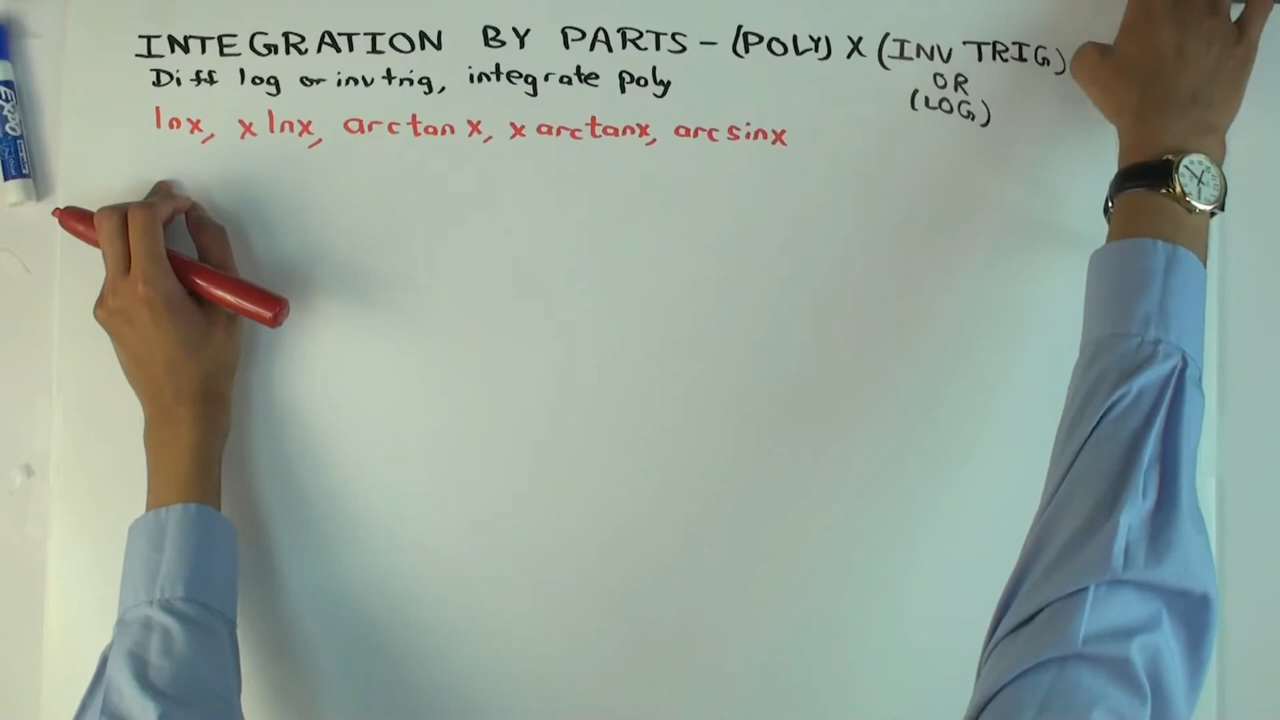 INTEGRATION BY PARTS - (POLY) X (INV TRIG)
OR
(LOG)
Diff log or inv trig, integrate poly
lnx, x lnx, arctan x, x arctanx, arcsinx
EXPO